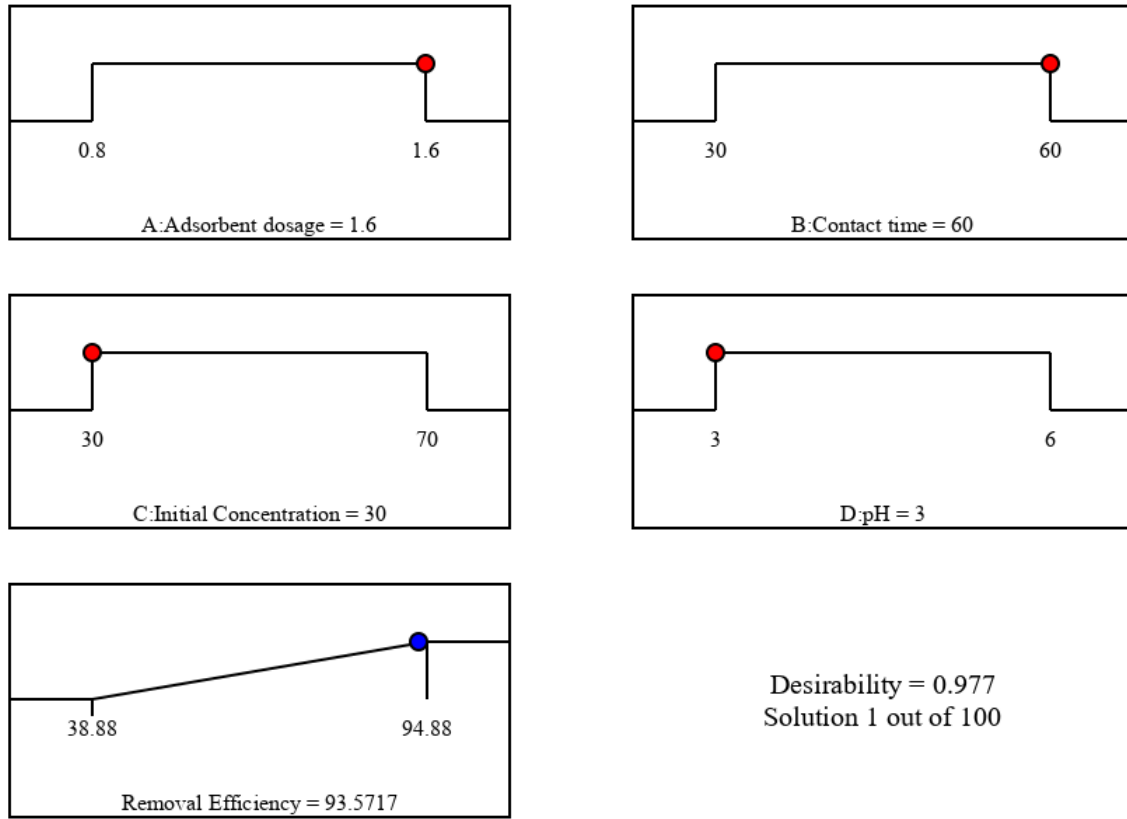 0.8 1.6
A:Adsorbent dosage = 1.6
30 60
B:Contact time = 60
30 70
C:Initial Concentration = 30
3 6
D:pH = 3
38.88 94.88
Removal Efficiency = 93.5717
Desirability = 0.977
Solution 1 out of 100